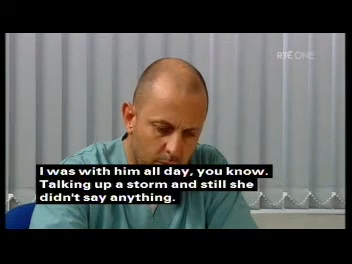 RTÉ ONE
I was with him all day, you know.
Talking up a storm and still she
didn't say anything.